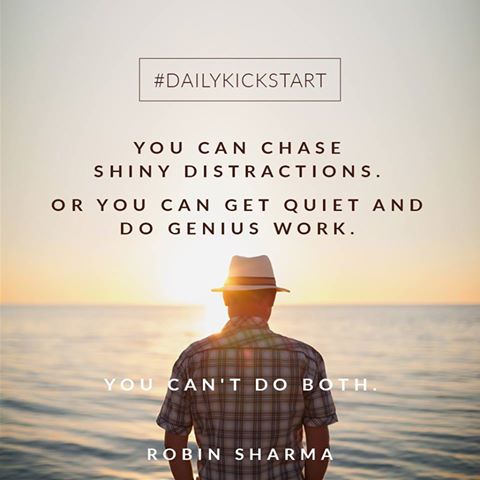 #DAILYKICKSTART
YOU CAN CHASE
SHINY DISTRACTIONS.
OR YOU CAN GET QUIET AND
DO GENIUS WORK.
YOU CAN'T DO BOTH.
ROBIN SHARMA